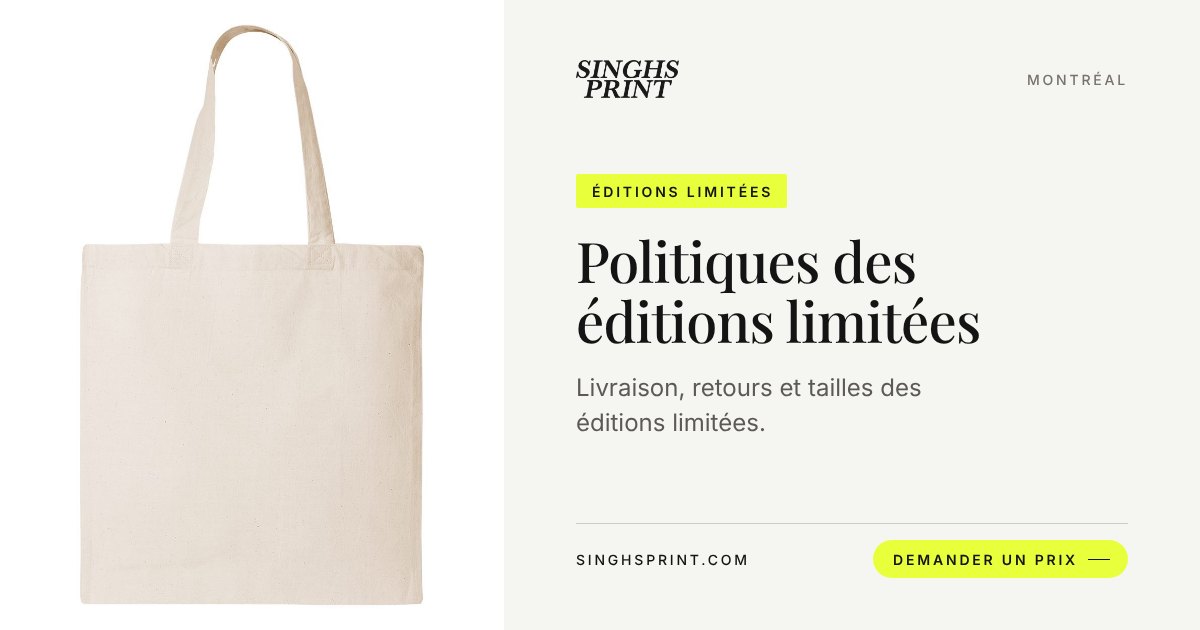 SINGHS
PRINT
MONTRÉAL
ÉDITIONS LIMITÉES
Politiques des
éditions limitées
Livraison, retours et tailles des
éditions limitées.
SINGHSPRINT.COM
DEMANDER UN PRIX